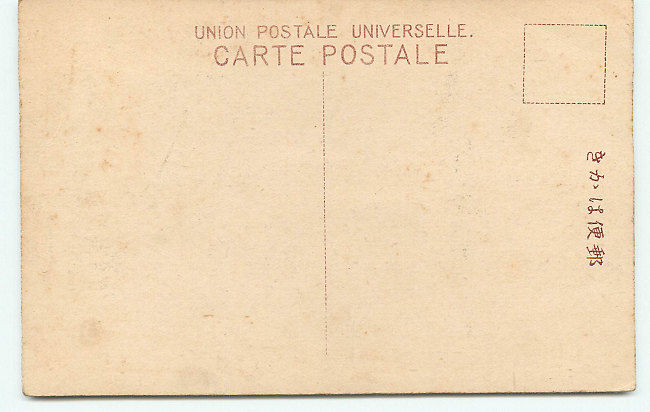 UNION POSTALE UNIVERSELLE.
CARTE POSTALE
郵便はかき